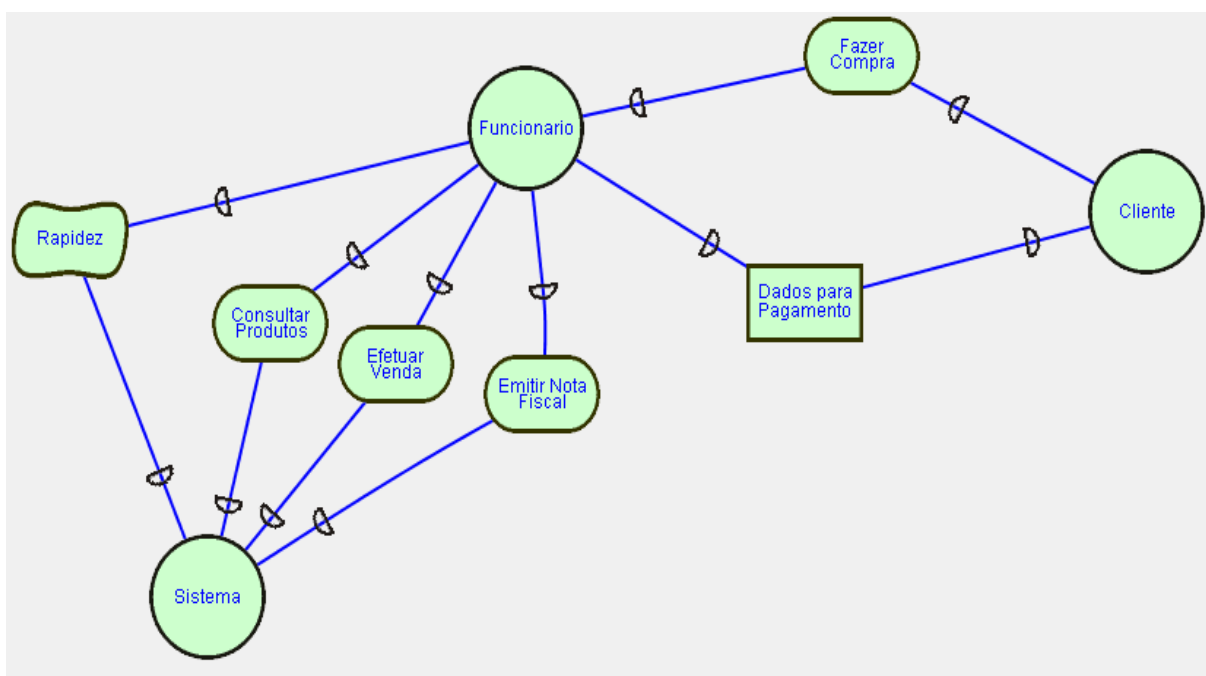 Fazer
Compra
Funcionario
Cliente
Rapidez
Dados para
Pagamento
Consultar
Produtos
Efetuar
Venda
Emitir Nota
Fiscal
Sistema